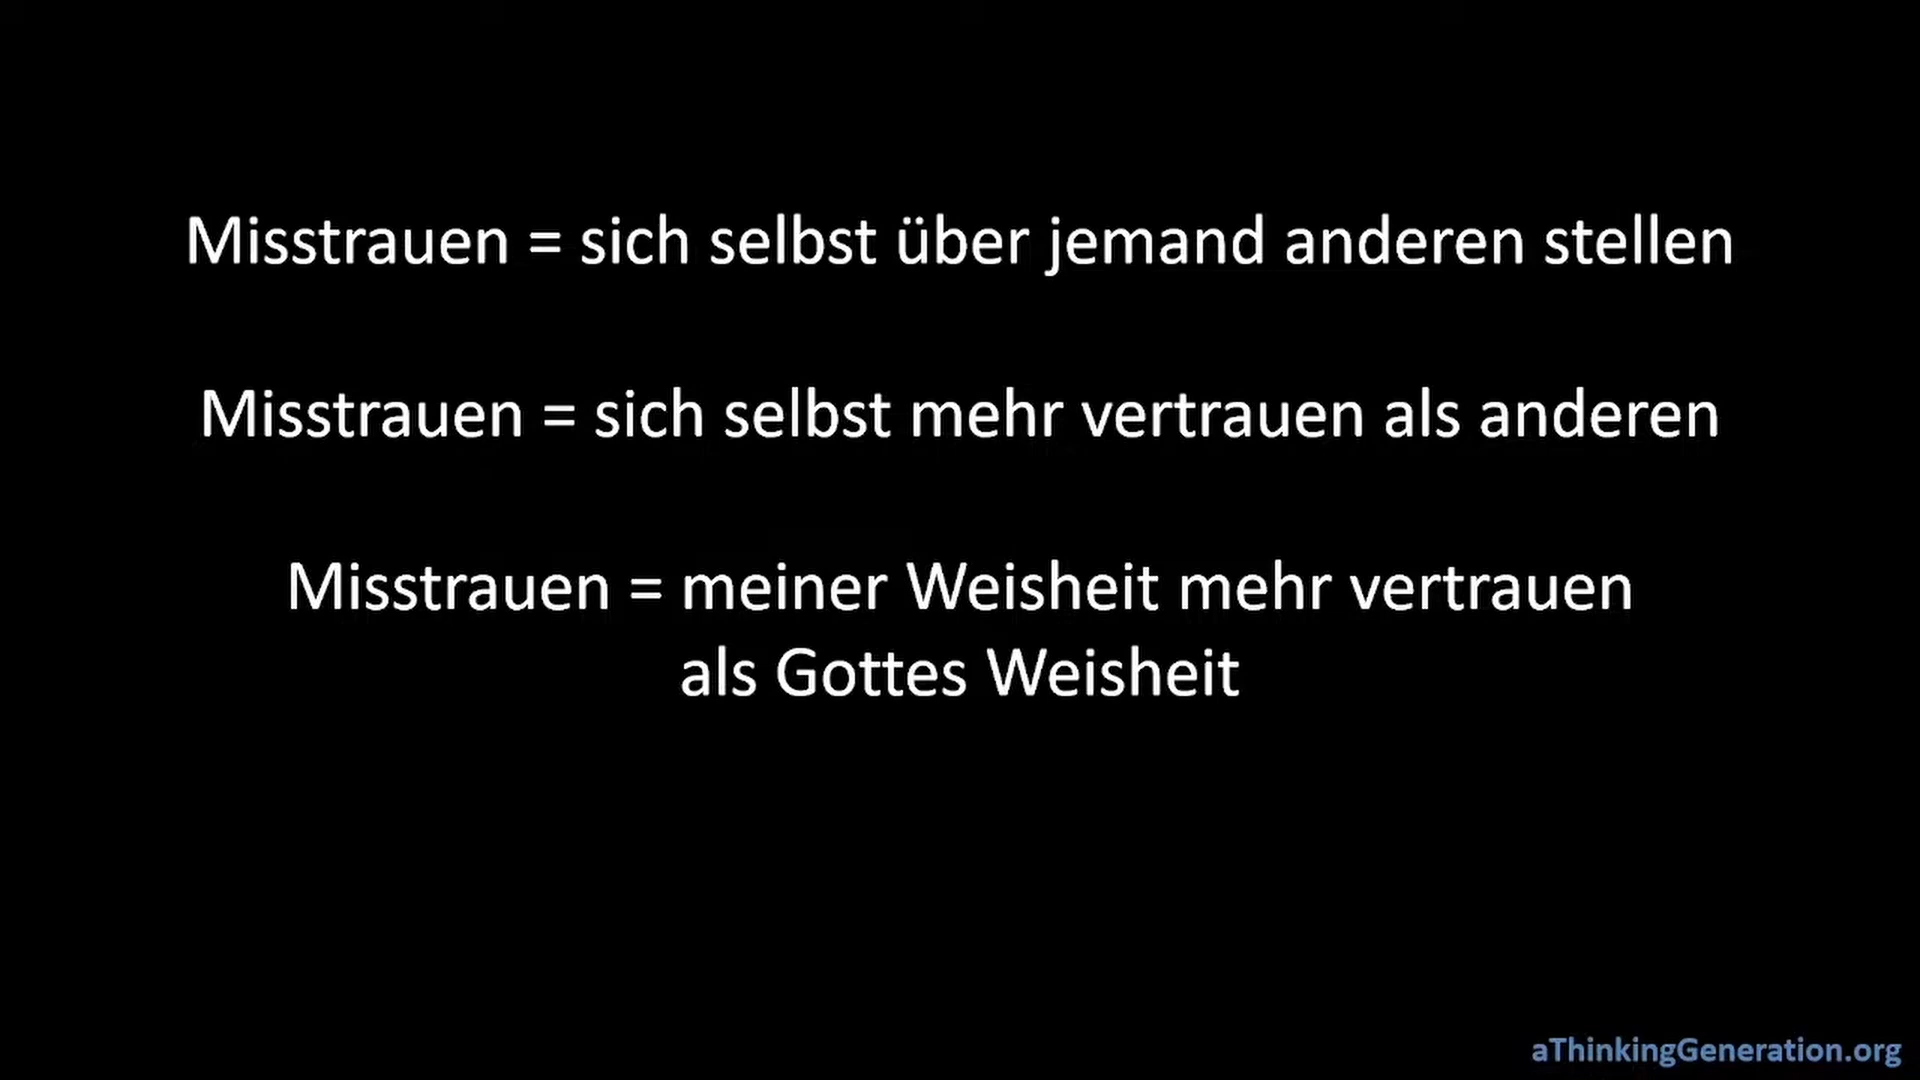 Misstrauen = sich selbst über jemand anderen stellen
Misstrauen = sich selbst mehr vertrauen als anderen
Misstrauen = meiner Weisheit mehr vertrauen
als Gottes Weisheit
aThinkingGeneration.org